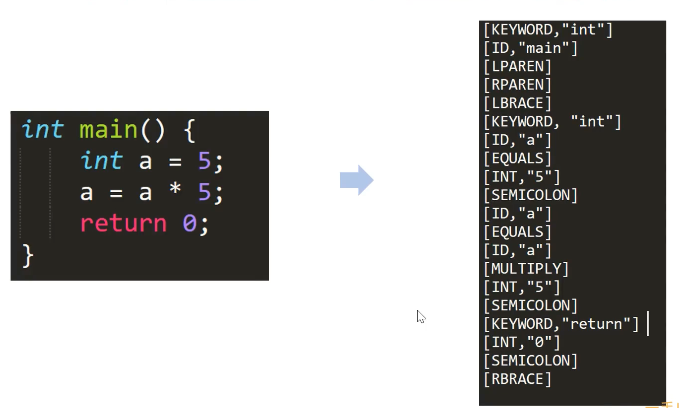 int main() {
int a = 5;
a = a * 5;
return 0;
}
[KEYWORD,"int"]
[ID,"main"]
[LPAREN]
[RPAREN]
[LBRACE]
[KEYWORD, "int"]
[ID,"a"]
[EQUALS]
[INT,"5"]
[SEMICOLON]
[ID,"a"]
[EQUALS]
[ID,"a"]
[MULTIPLY]
[INT,"5"]
[SEMICOLON]
[KEYWORD,"return"]
[INT,"0"]
[SEMICOLON]
[RBRACE]